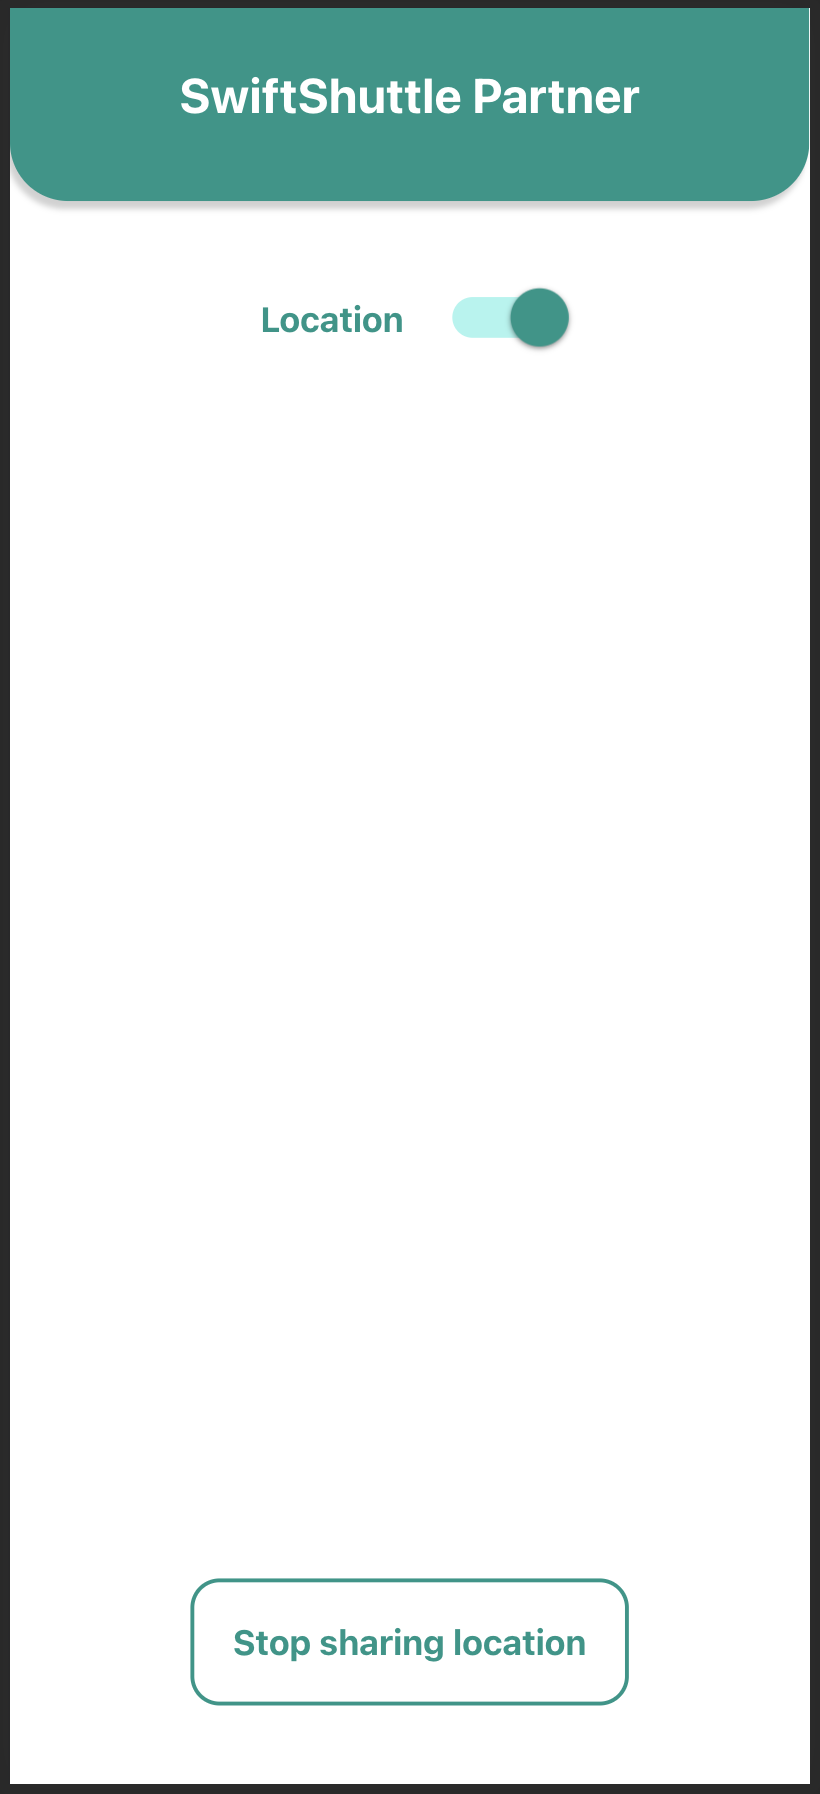 SwiftShuttle Partner
Location
Stop sharing location